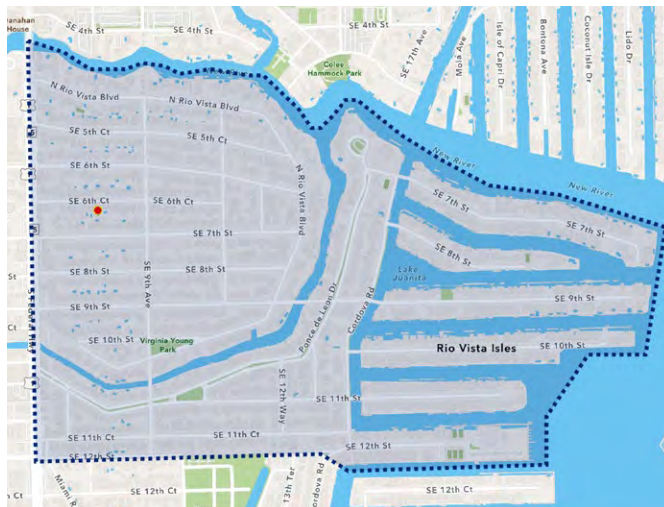 anahan
House
SE 4th St
SE 4th St
SE 4th St
Colee
Hammock Park
SE 17th Ave
Mola Ave
Isle of Capri Dr
Bontona Ave
Coconut Isle Dr
Lido Dr
N Rio Vista Blvd
N Rio Vista Blvd
SE 5th Ct
SE 5th Ct
SE 6th St
SE 6th Ct
SE 6th Ct
N Rio Vista Blvd
SE 7th St
SE 8th St
SE 8th St
SE 9th Ave
SE 9th St
SE 10th St
Virginia Young
Park
Ponce de Leon Dr
Cordova Rd
New River
New River
SE 7th St
SE 7th St
SE 8th St
Lake
Juanita
SE 9th St
Rio Vista Isles
SE 10th St
SE 12th Way
SE 11th St
SE 11th Ct
SE 11th Ct
SE 12th St
SE 12th St
Miami R
SE 12th Ct
13th Ter
Cordova Rd
SE 12th Ct